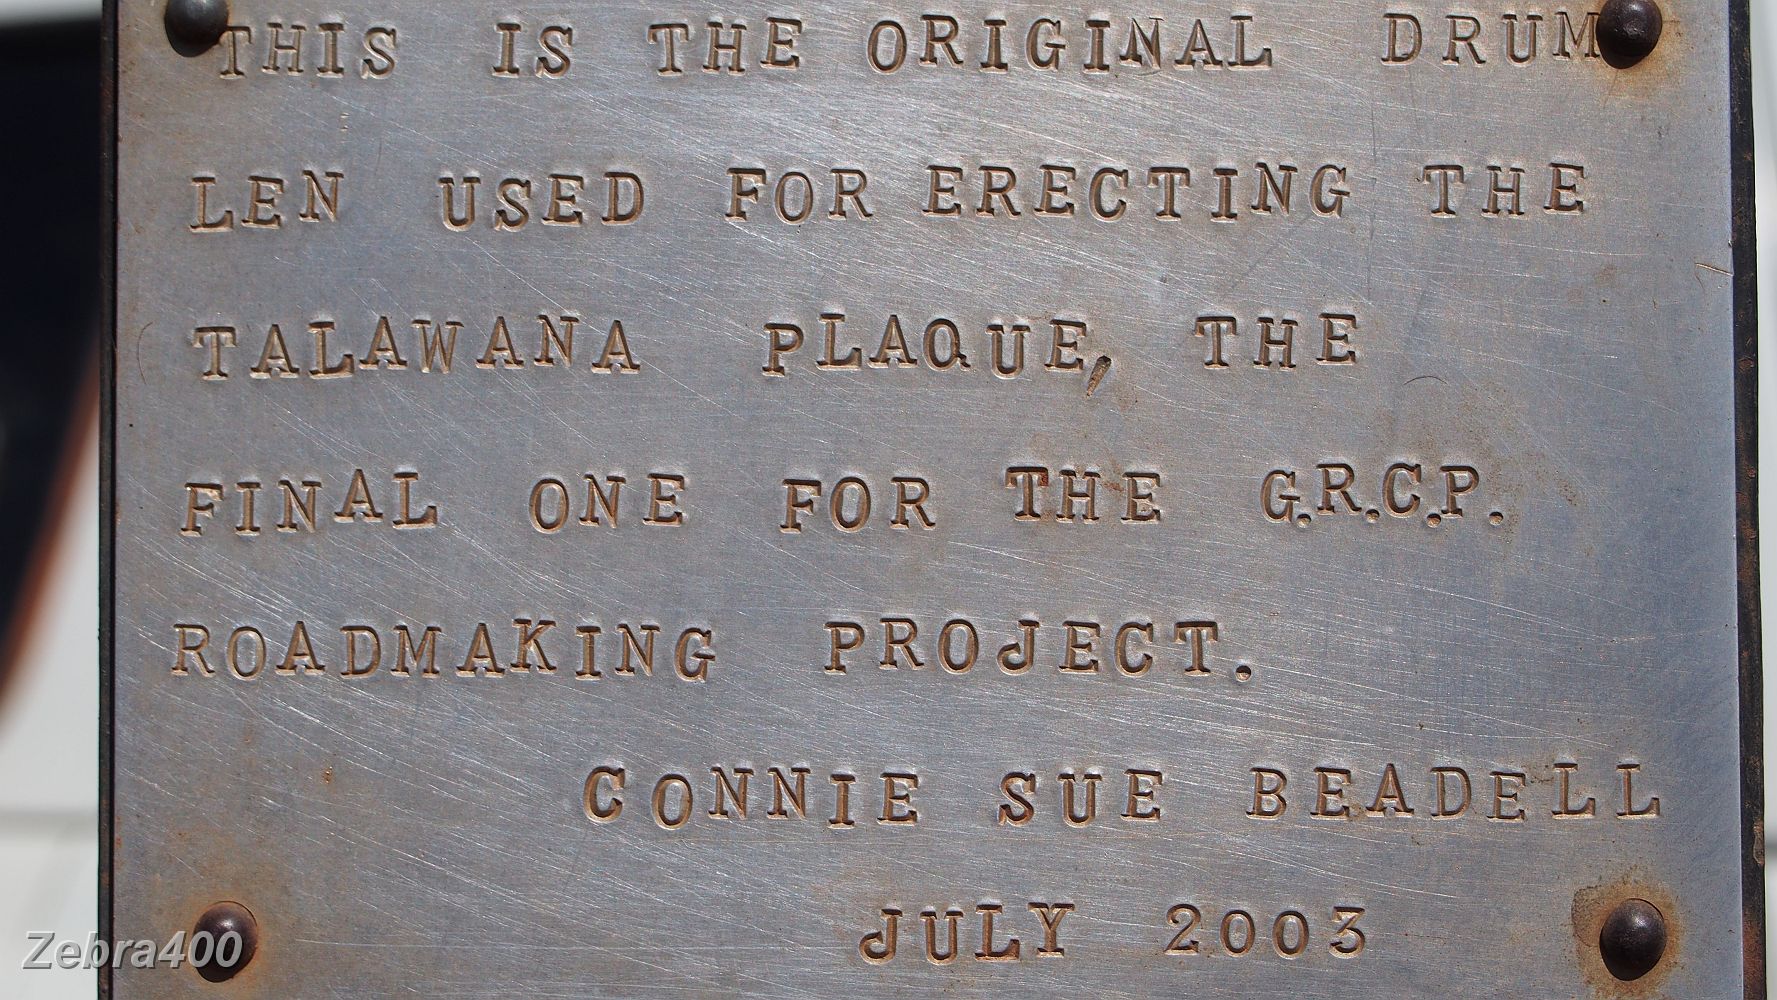 THIS IS THE ORIGINAL DRUM
LEN USED FOR ERECTING THE
TALAWANA PLAQUE, THE
FINAL ONE FOR THE G.R.C.P.
ROADMAKING PROJECT.
CONNIE SUE BEADELL
JULY 2003
Zebra400